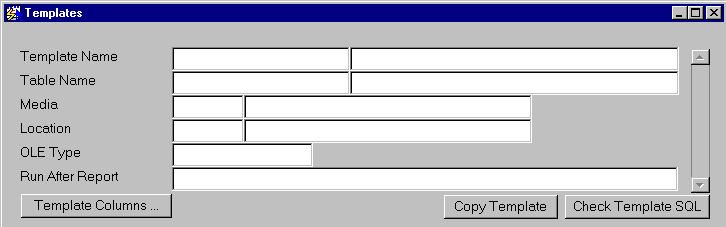 Templates
Template Name
Table Name
Media
Location
OLE Type
Run After Report
Template Columns ... Copy Template Check Template SQL